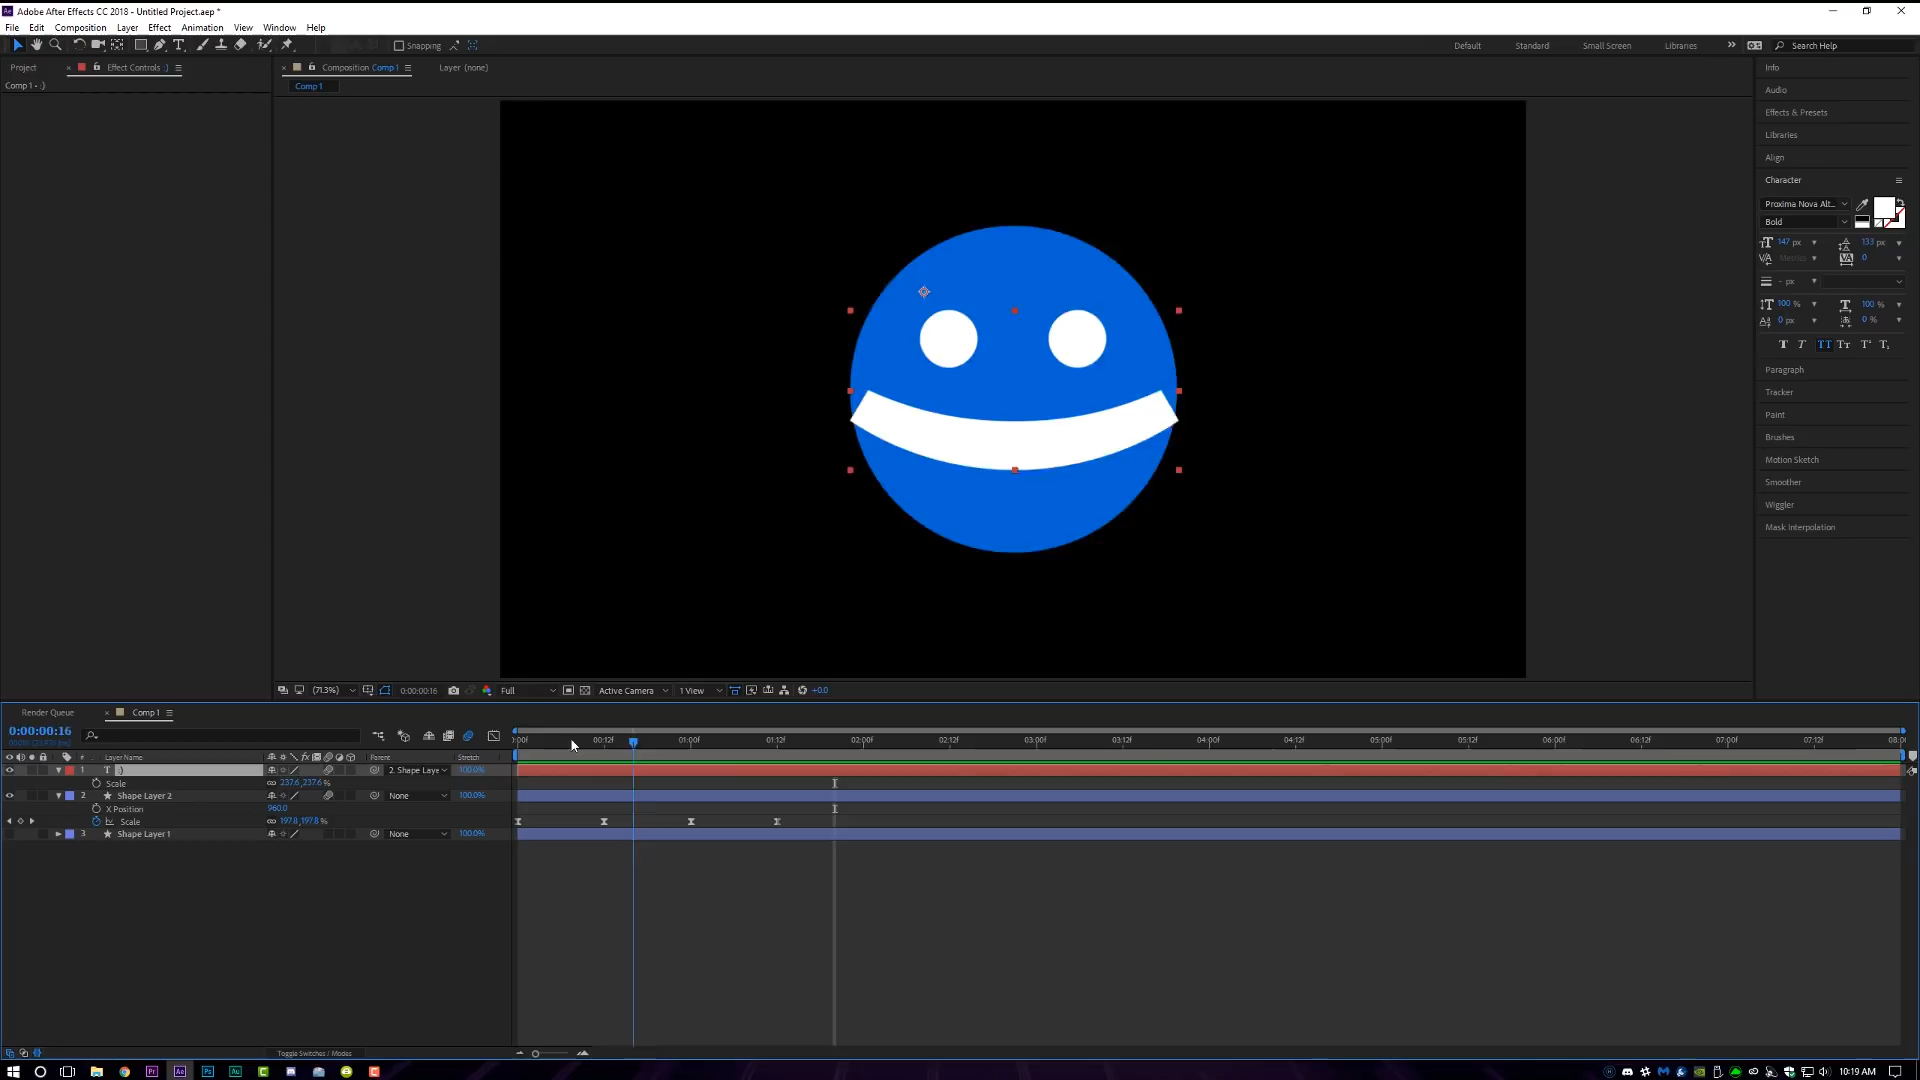 Adobe After Effects CC 2018 - Untitled Project.aep *
File Edit Composition Layer Effect Animation View Window Help
Snapping
Default Standard Small Screen Libraries Search Help
Project Effect Controls :) Composition Comp 1 Layer (none)
Comp 1 - :)
Comp 1
Info
Audio
Effects & Presets
Libraries
Align
Character
Proxima Nova Alt...
Bold
147 px 133 px
Metrics 0
- px
100 % 100 %
0 px 0 %
Paragraph
Tracker
Paint
Brushes
Motion Sketch
Smoother
Wiggler
Mask Interpolation
:)
(71.3%) 0:00:00:16 Full Active Camera 1 View +0.0
Render Queue Comp 1
0:00:00:16
:00f 00:12f 01:00f 01:12f 02:00f 02:12f 03:00f 03:12f 04:00f 04:12f 05:00f 05:12f 06:00f 06:12f 07:00f 07:12f 08:0
# Layer Name Parent Stretch
1 :) 2. Shape Laye 100.0%
Scale 237.6,237.6%
2 Shape Layer 2 None 100.0%
X Position 960.0
Scale 197.8,197.8%
3 Shape Layer 1 None 100.0%
Toggle Switches / Modes
10:19 AM